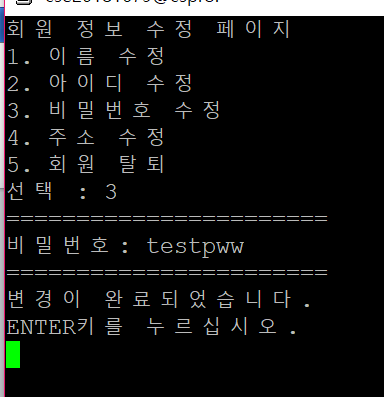 회원 정보 수정 페이지
1. 이름 수정
2. 아이디 수정
3. 비밀번호 수정
4. 주소 수정
5. 회원 탈퇴
선택 : 3
=======================
비밀번호: testpww
=======================
변경이 완료되었습니다.
ENTER키를 누르십시오.